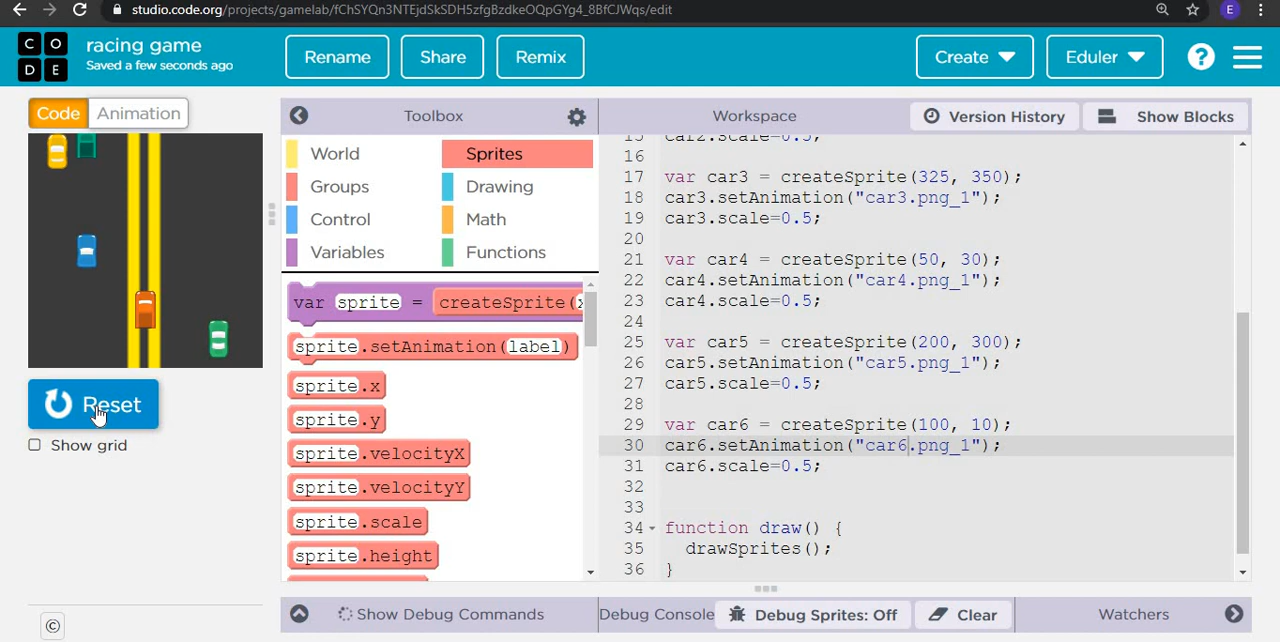 studio.code.org/projects/gamelab/fChSYQn3NTEjdSkSDH5zfgBzdkeOQpGYg4_8BfCJWqs/edit
E
C O
D E
racing game
Saved a few seconds ago
Rename
Share
Remix
Create
Eduler
?
Code
Animation
Toolbox
Workspace
Version History
Show Blocks
World
Sprites
Groups
Drawing
Control
Math
Variables
Functions
var sprite = createSprite(x
sprite.setAnimation(label)
sprite.x
sprite.y
sprite.velocityX
sprite.velocityY
sprite.scale
sprite.height
15 car2.scale=0.5;
16
17 var car3 = createSprite(325, 350);
18 car3.setAnimation("car3.png_1");
19 car3.scale=0.5;
20
21 var car4 = createSprite(50, 30);
22 car4.setAnimation("car4.png_1");
23 car4.scale=0.5;
24
25 var car5 = createSprite(200, 300);
26 car5.setAnimation("car5.png_1");
27 car5.scale=0.5;
28
29 var car6 = createSprite(100, 10);
30 car6.setAnimation("car6.png_1");
31 car6.scale=0.5;
32
33
34 function draw() {
35 drawSprites();
36 }
Reset
Show grid
©
Show Debug Commands
Debug Console
Debug Sprites: Off
Clear
Watchers